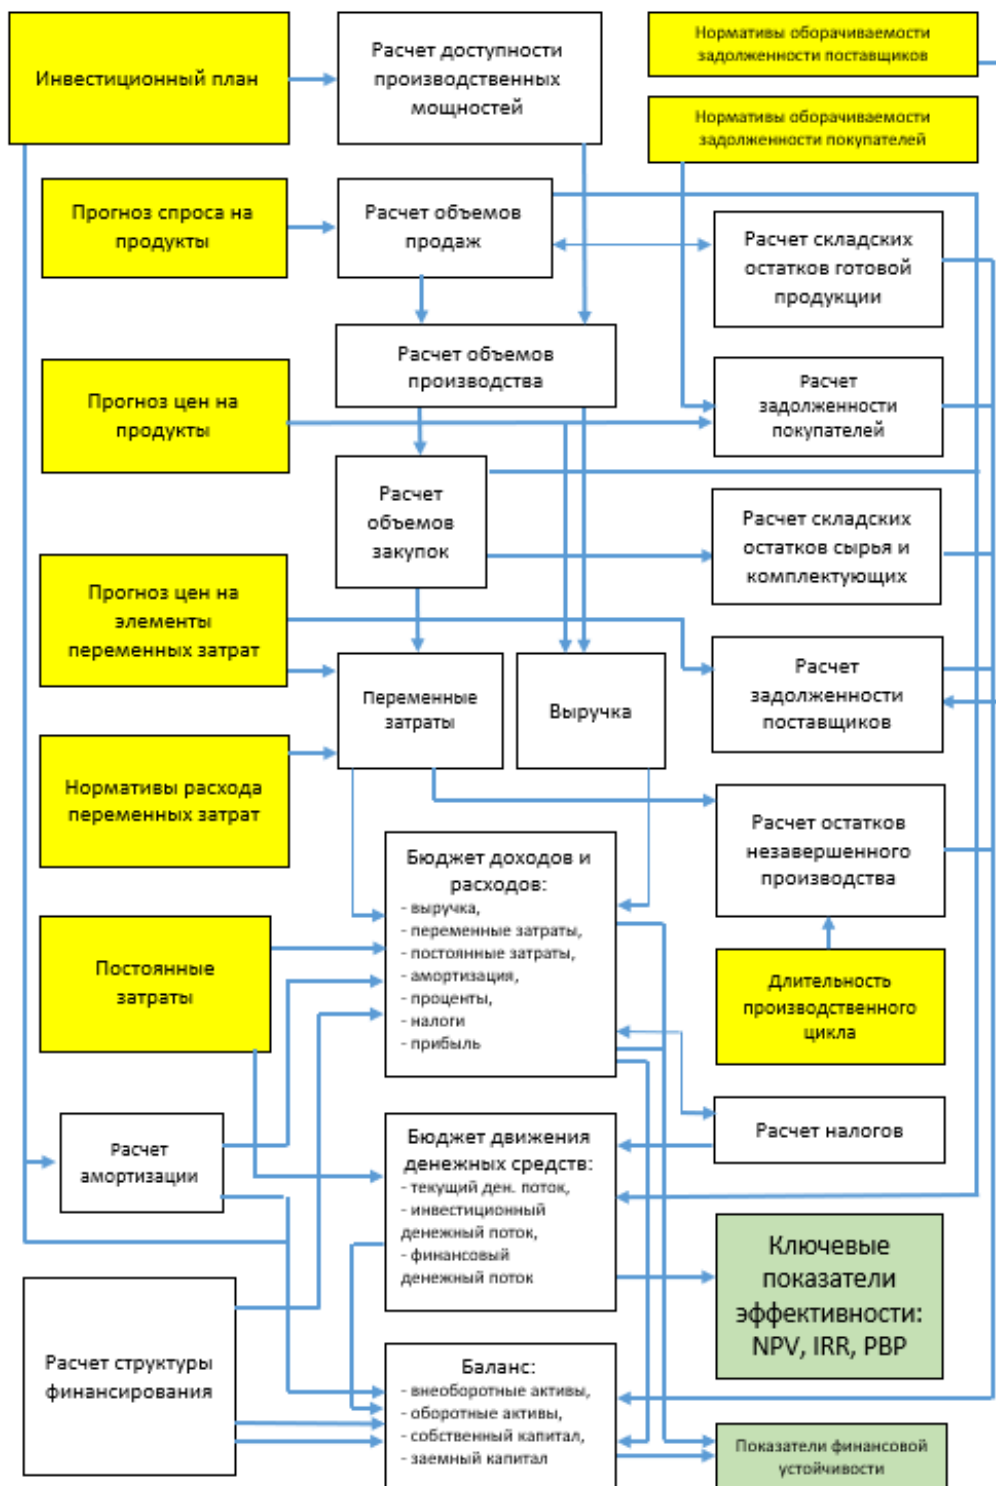 Инвестиционный план
Расчет доступности
производственных
мощностей
Нормативы оборачиваемости
задолженности поставщиков
Нормативы оборачиваемости
задолженности покупателей
Прогноз спроса на
продукты
Расчет объемов
продаж
Расчет складских
остатков готовой
продукции
Расчет объемов
производства
Прогноз цен на
продукты
Расчет
задолженности
покупателей
Расчет
объемов
закупок
Расчет складских
остатков сырья и
комплектующих
Прогноз цен на
элементы
переменных затрат
Переменные
затраты
Выручка
Расчет
задолженности
поставщиков
Нормативы расхода
переменных затрат
Расчет остатков
незавершенного
производства
Бюджет доходов и
расходов:
- выручка,
- переменные затраты,
- постоянные затраты,
- амортизация,
- проценты,
- налоги
- прибыль
Постоянные
затраты
Длительность
производственного
цикла
Расчет
амортизации
Бюджет движения
денежных средств:
- текущий ден. поток,
- инвестиционный
денежный поток,
- финансовый
денежный поток
Расчет налогов
Ключевые
показатели
эффективности:
NPV, IRR, PBP
Расчет структуры
финансирования
Баланс:
- внеоборотные активы,
- оборотные активы,
- собственный капитал,
- заемный капитал
Показатели финансовой
устойчивости